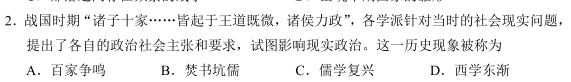 2．战国时期“诸子十家……皆起于王道既微，诸侯力政”，各学派针对当时的社会现实问题，
提出了各自的政治社会主张和要求，试图影响现实政治。这一历史现象被称为
A．百家争鸣 B．焚书坑儒 C．儒学复兴 D．西学东渐